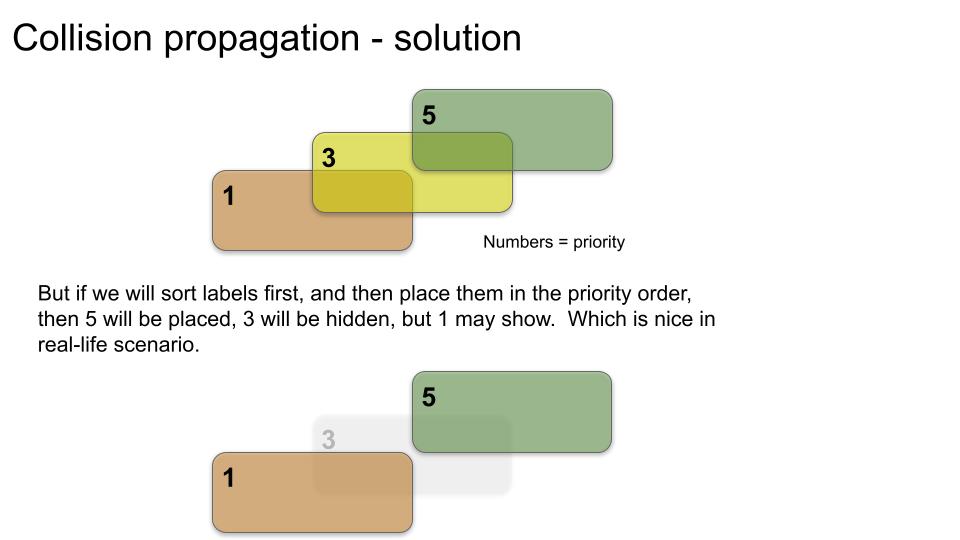 Collision propagation - solution
5
3
1
Numbers = priority
But if we will sort labels first, and then place them in the priority order,
then 5 will be placed, 3 will be hidden, but 1 may show.  Which is nice in
real-life scenario.
5
3
1